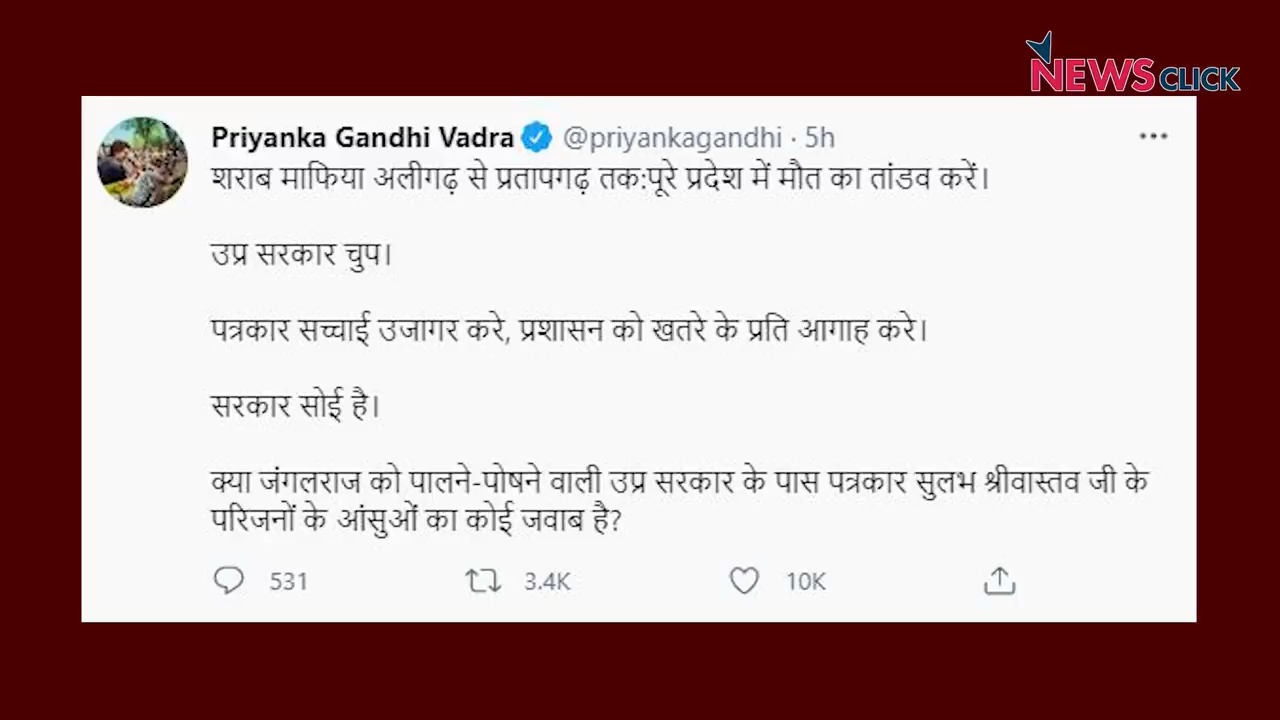 NEWSCLICK
Priyanka Gandhi Vadra @priyankagandhi · 5h
शराब माफिया अलीगढ़ से प्रतापगढ़ तक:पूरे प्रदेश में मौत का तांडव करें।
उप्र सरकार चुप।
पत्रकार सच्चाई उजागर करे, प्रशासन को खतरे के प्रति आगाह करे।
सरकार सोई है।
क्या जंगलराज को पालने-पोषने वाली उप्र सरकार के पास पत्रकार सुलभ श्रीवास्तव जी के
परिजनों के आंसुओं का कोई जवाब है?
531 3.4K 10K